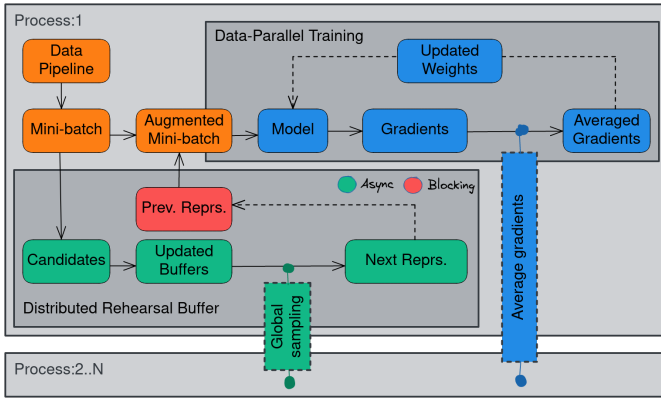 Process:1
Data-Parallel Training
Data
Pipeline
Updated
Weights
Mini-batch
Augmented
Mini-batch
Model
Gradients
Averaged
Gradients
Async
Blocking
Prev. Reprs.
Average gradients
Candidates
Updated
Buffers
Next Reprs.
Distributed Rehearsal Buffer
Global
sampling
Process:2..N